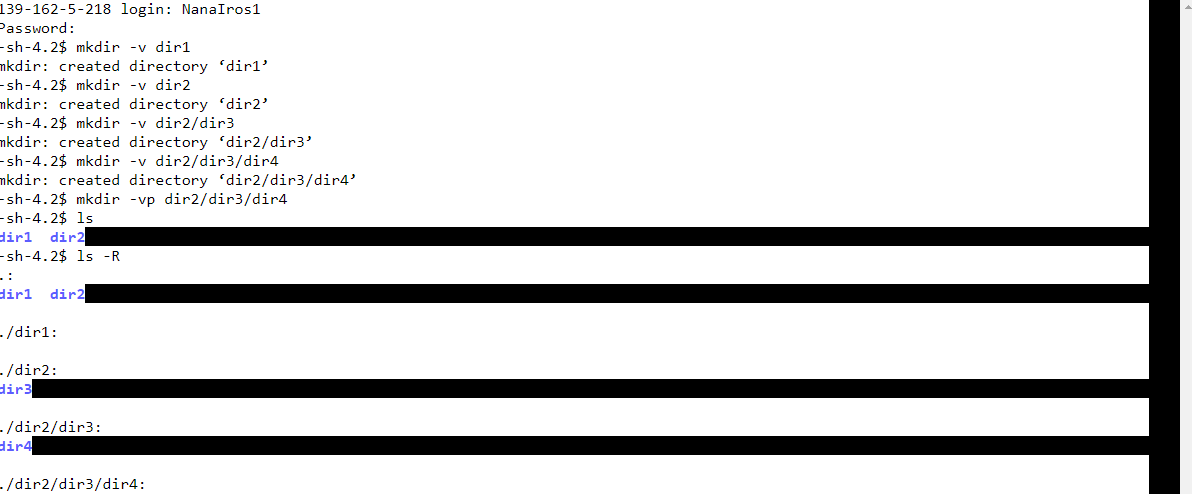 139-162-5-218 login: NanaIros1
Password:
-sh-4.2$ mkdir -v dir1
mkdir: created directory ‘dir1’
-sh-4.2$ mkdir -v dir2
mkdir: created directory ‘dir2’
-sh-4.2$ mkdir -v dir2/dir3
mkdir: created directory ‘dir2/dir3’
-sh-4.2$ mkdir -v dir2/dir3/dir4
mkdir: created directory ‘dir2/dir3/dir4’
-sh-4.2$ mkdir -vp dir2/dir3/dir4
-sh-4.2$ ls
dir1  dir2
-sh-4.2$ ls -R
.:
dir1  dir2
./dir1:
./dir2:
dir3
./dir2/dir3:
dir4
./dir2/dir3/dir4: